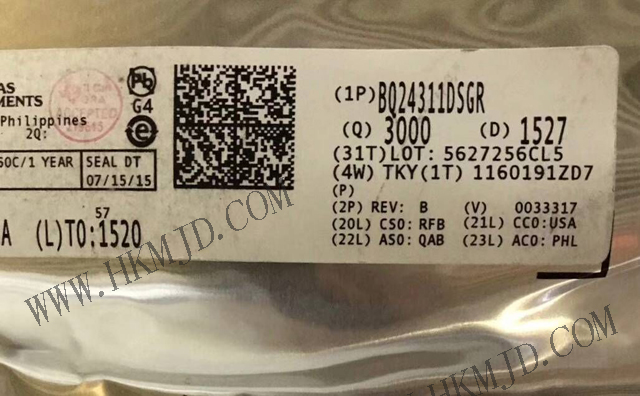 AS
MENTS
Philippines
2Q:
Pb
G4
e
50C/1 YEAR
SEAL DT
07/15/15
57
A (L)TO:1520
(1P)BQ24311DSGR
(Q) 3000 (D) 1527
(31T)LOT: 5627256CL5
(4W) TKY(1T) 1160191ZD7
(P)
(2P) REV: B (V) 0033317
(20L) CSO: RFB (21L) CCO:USA
(22L) ASO: QAB (23L) ACO: PHL
WWW.HKMJD.COM
WWW.HKMJD.COM